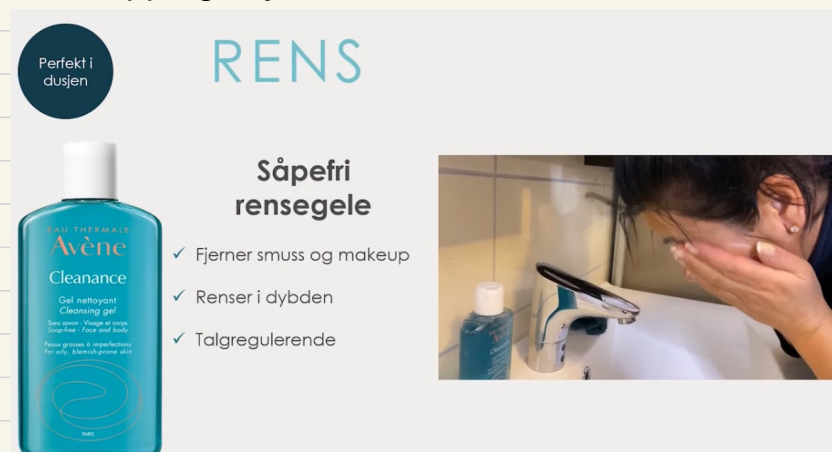 Perfekt i
dusjen
RENS
Såpefri
rensegele
✓ Fjerner smuss og makeup
✓ Renser i dybden
✓ Talgregulerende
EAU THERMALE
Avène
Cleanance
Gel nettoyant
Cleansing gel
Sans savon - Visage et corps
Soap-free - Face and body
Peaux grasses à imperfections
For oily, blemish-prone skin
PARIS
Avène